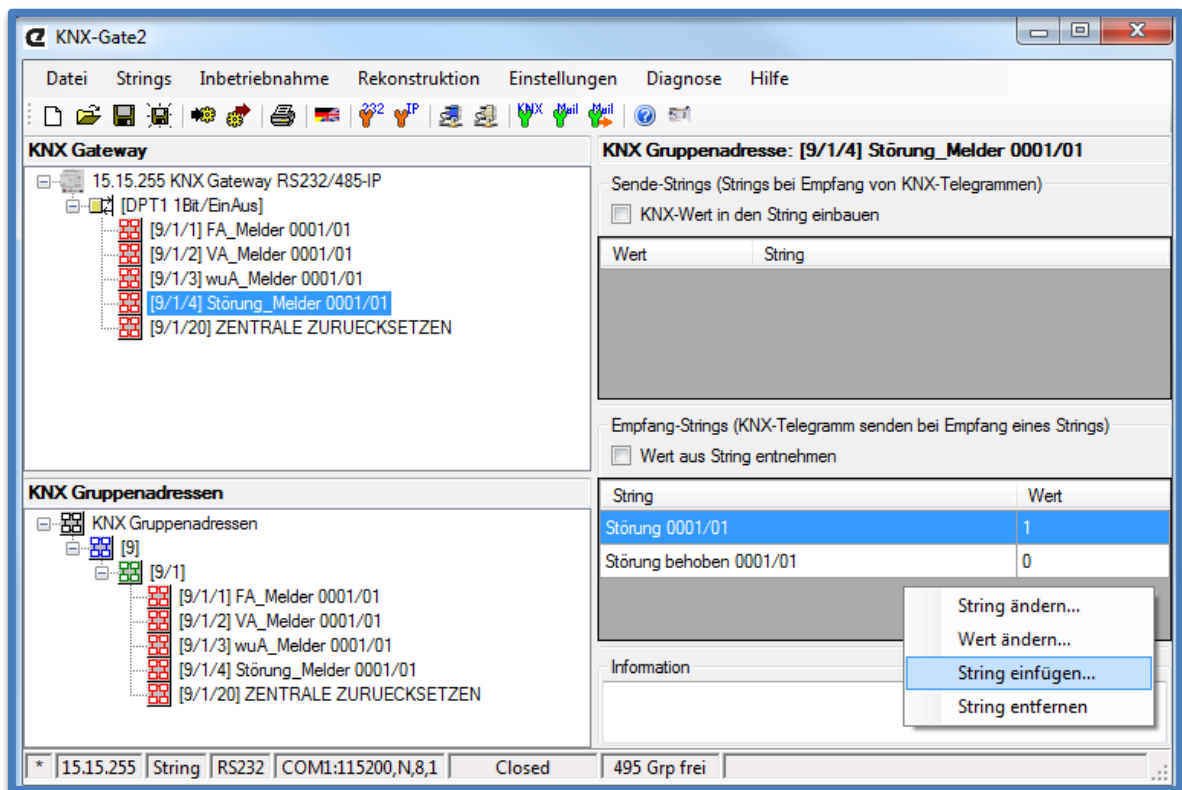 KNX-Gate2
Datei Strings Inbetriebnahme Rekonstruktion Einstellungen Diagnose Hilfe
232 IP KNX Mail Mail
KNX Gateway
15.15.255 KNX Gateway RS232/485-IP
[DPT1 1Bit/EinAus]
[9/1/1] FA_Melder 0001/01
[9/1/2] VA_Melder 0001/01
[9/1/3] wuA_Melder 0001/01
[9/1/4] Störung_Melder 0001/01
[9/1/20] ZENTRALE ZURUECKSETZEN
KNX Gruppenadressen
KNX Gruppenadressen
[9]
[9/1]
[9/1/1] FA_Melder 0001/01
[9/1/2] VA_Melder 0001/01
[9/1/3] wuA_Melder 0001/01
[9/1/4] Störung_Melder 0001/01
[9/1/20] ZENTRALE ZURUECKSETZEN
KNX Gruppenadresse: [9/1/4] Störung_Melder 0001/01
Sende-Strings (Strings bei Empfang von KNX-Telegrammen)
KNX-Wert in den String einbauen
Wert String
Empfang-Strings (KNX-Telegramm senden bei Empfang eines Strings)
Wert aus String entnehmen
String Wert
Störung 0001/01 1
Störung behoben 0001/01 0
String ändern...
Wert ändern...
String einfügen...
String entfernen
Information
* 15.15.255 String RS232 COM1:115200,N,8,1 Closed 495 Grp frei